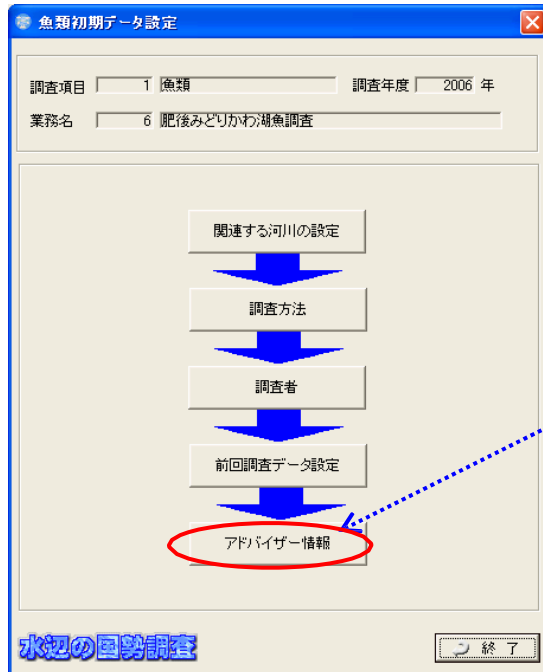 魚類初期データ設定
調査項目 1 魚類 調査年度 2006 年
業務名 6 肥後みどりかわ湖魚調査
関連する河川の設定
調査方法
調査者
前回調査データ設定
アドバイザー情報
水辺の国勢調査 終了